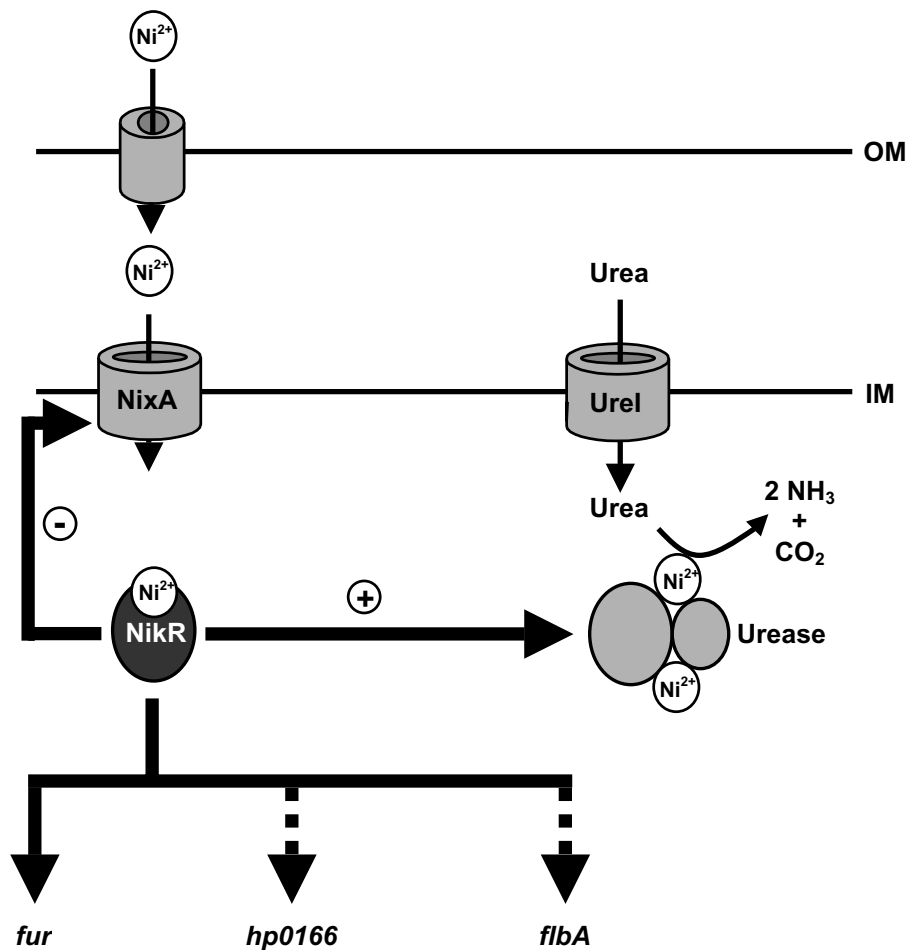 Ni²⁺
OM
Ni²⁺
Urea
NixA
UreI
IM
Urea
2 NH₃
+
CO₂
-
Ni²⁺
NikR
+
Ni²⁺
Urease
Ni²⁺
fur
hp0166
flbA